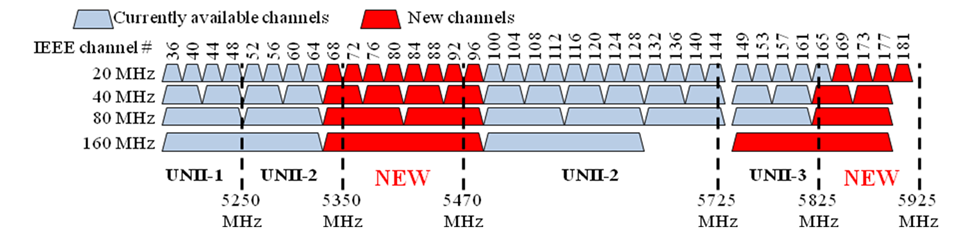 Currently available channels New channels
IEEE channel # 36 40 44 48 52 56 60 64 68 72 76 80 84 88 92 96 100 104 108 112 116 120 124 128 132 136 140 144 149 153 157 161 165 169 173 177 181
20 MHz
40 MHz
80 MHz
160 MHz
UNII-1 UNII-2 NEW UNII-2 UNII-3 NEW
5250 5350 5470 5725 5825 5925
MHz MHz MHz MHz MHz MHz